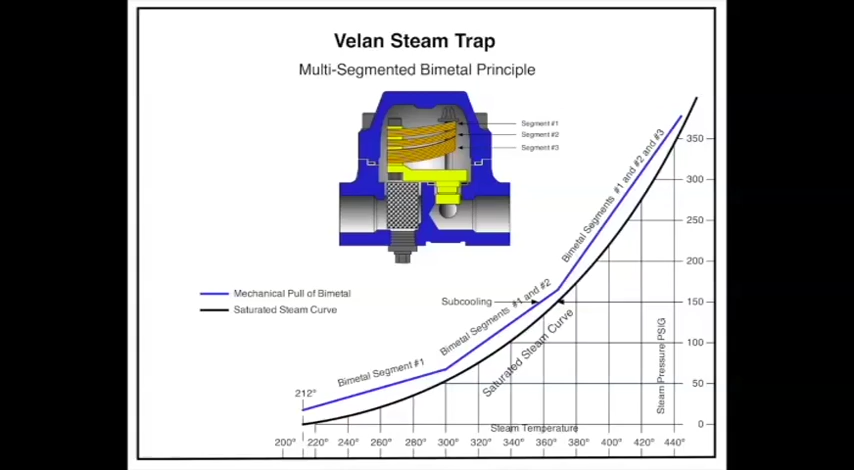 Velan Steam Trap
Multi-Segmented Bimetal Principle
Segment #1
Segment #2
Segment #3
350
300
250
200
150
100
50
0
Steam Pressure PSIG
Bimetal Segments #1 and #2 and #3
Mechanical Pull of Bimetal
Saturated Steam Curve
Subcooling
Bimetal Segments #1 and #2
Saturated Steam Curve
Bimetal Segment #1
212°
Steam Temperature
200° 220° 240° 260° 280° 300° 320° 340° 360° 380° 400° 420° 440°